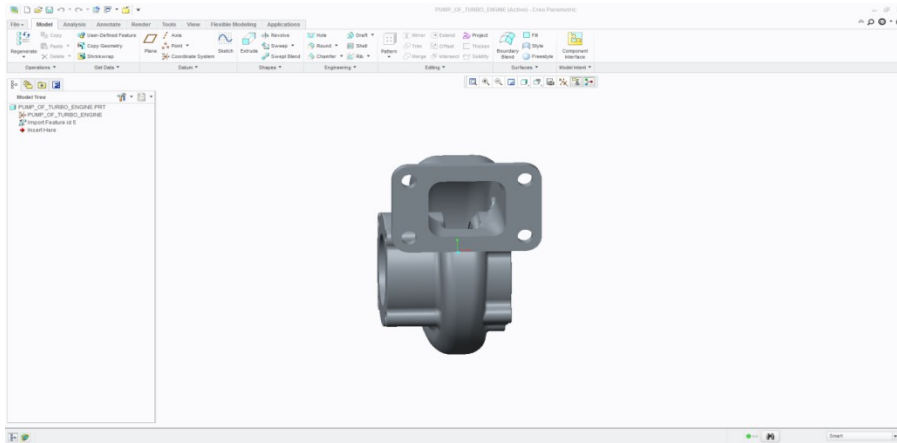 PUMP_OF_TURBO_ENGINE (Active) - Creo Parametric
File Model Analysis Annotate Render Tools View Flexible Modeling Applications
Regenerate
Copy
Paste
Delete
User-Defined Feature
Copy Geometry
Shrinkwrap
Plane
Axis
Point
Coordinate System
Sketch
Extrude
Revolve
Sweep
Swept Blend
Hole
Round
Chamfer
Draft
Shell
Rib
Pattern
Mirror
Trim
Merge
Extend
Offset
Intersect
Project
Thicken
Solidify
Boundary
Blend
Fill
Style
Freestyle
Component
Interface
Operations Get Data Datum Shapes Engineering Editing Surfaces Model Intent
Model Tree
PUMP_OF_TURBO_ENGINE.PRT
PUMP_OF_TURBO_ENGINE
Import Feature id 5
Insert Here
Smart